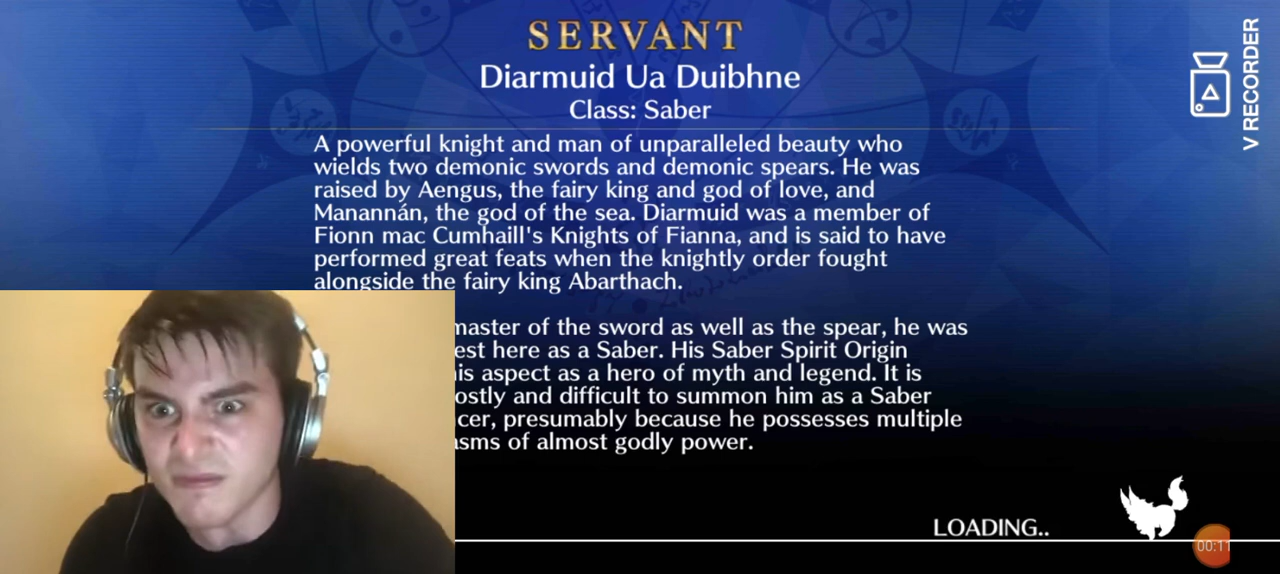 SERVANT
Diarmuid Ua Duibhne
Class: Saber
A powerful knight and man of unparalleled beauty who
wields two demonic swords and demonic spears. He was
raised by Aengus, the fairy king and god of love, and
Manannán, the god of the sea. Diarmuid was a member of
Fionn mac Cumhaill's Knights of Fianna, and is said to have
performed great feats when the knightly order fought
alongside the fairy king Abarthach.
master of the sword as well as the spear, he was
est here as a Saber. His Saber Spirit Origin
is aspect as a hero of myth and legend. It is
ostly and difficult to summon him as a Saber
cer, presumably because he possesses multiple
asms of almost godly power.
LOADING..
00:11
V RECORDER